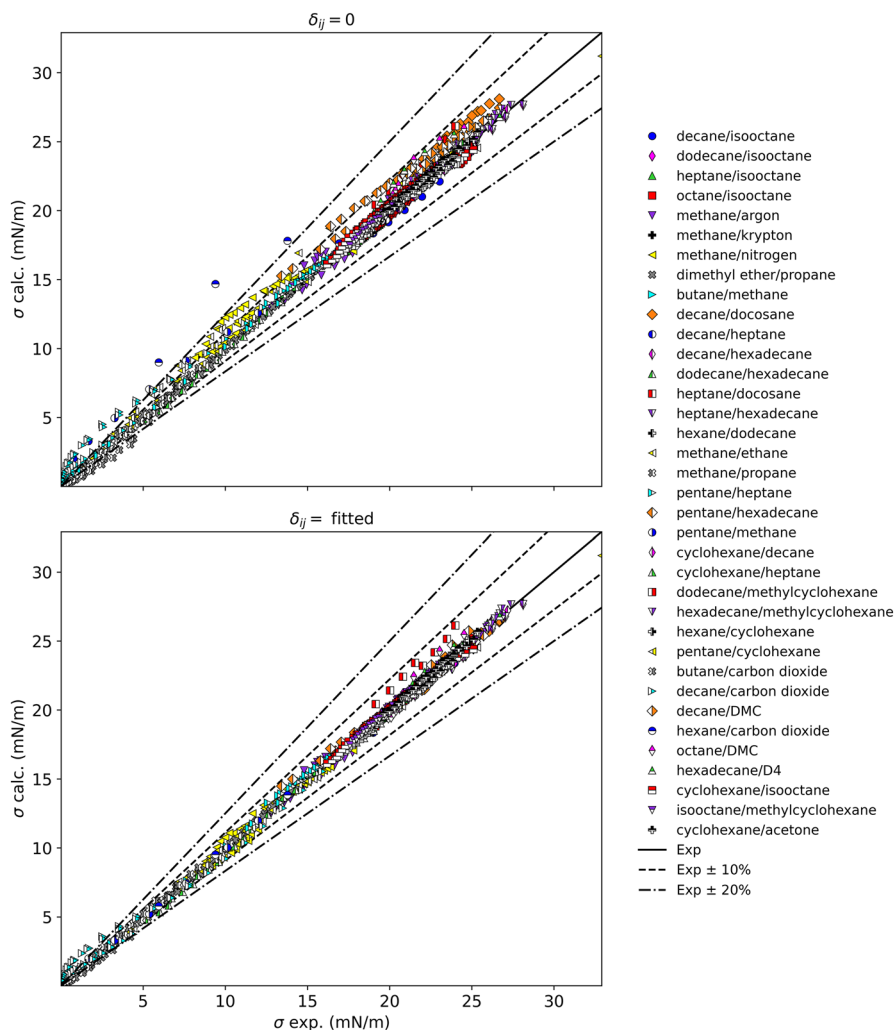 δij = 0
30
25
20
15
10
5
σ calc. (mN/m)
δij = fitted
30
25
20
15
10
5
σ calc. (mN/m)
5 10 15 20 25 30
σ exp. (mN/m)
decane/isooctane
dodecane/isooctane
heptane/isooctane
octane/isooctane
methane/argon
methane/krypton
methane/nitrogen
dimethyl ether/propane
butane/methane
decane/docosane
decane/heptane
decane/hexadecane
dodecane/hexadecane
heptane/docosane
heptane/hexadecane
hexane/dodecane
methane/ethane
methane/propane
pentane/heptane
pentane/hexadecane
pentane/methane
cyclohexane/decane
cyclohexane/heptane
dodecane/methylcyclohexane
hexadecane/methylcyclohexane
hexane/cyclohexane
pentane/cyclohexane
butane/carbon dioxide
decane/carbon dioxide
decane/DMC
hexane/carbon dioxide
octane/DMC
hexadecane/D4
cyclohexane/isooctane
isooctane/methylcyclohexane
cyclohexane/acetone
Exp
Exp ± 10%
Exp ± 20%